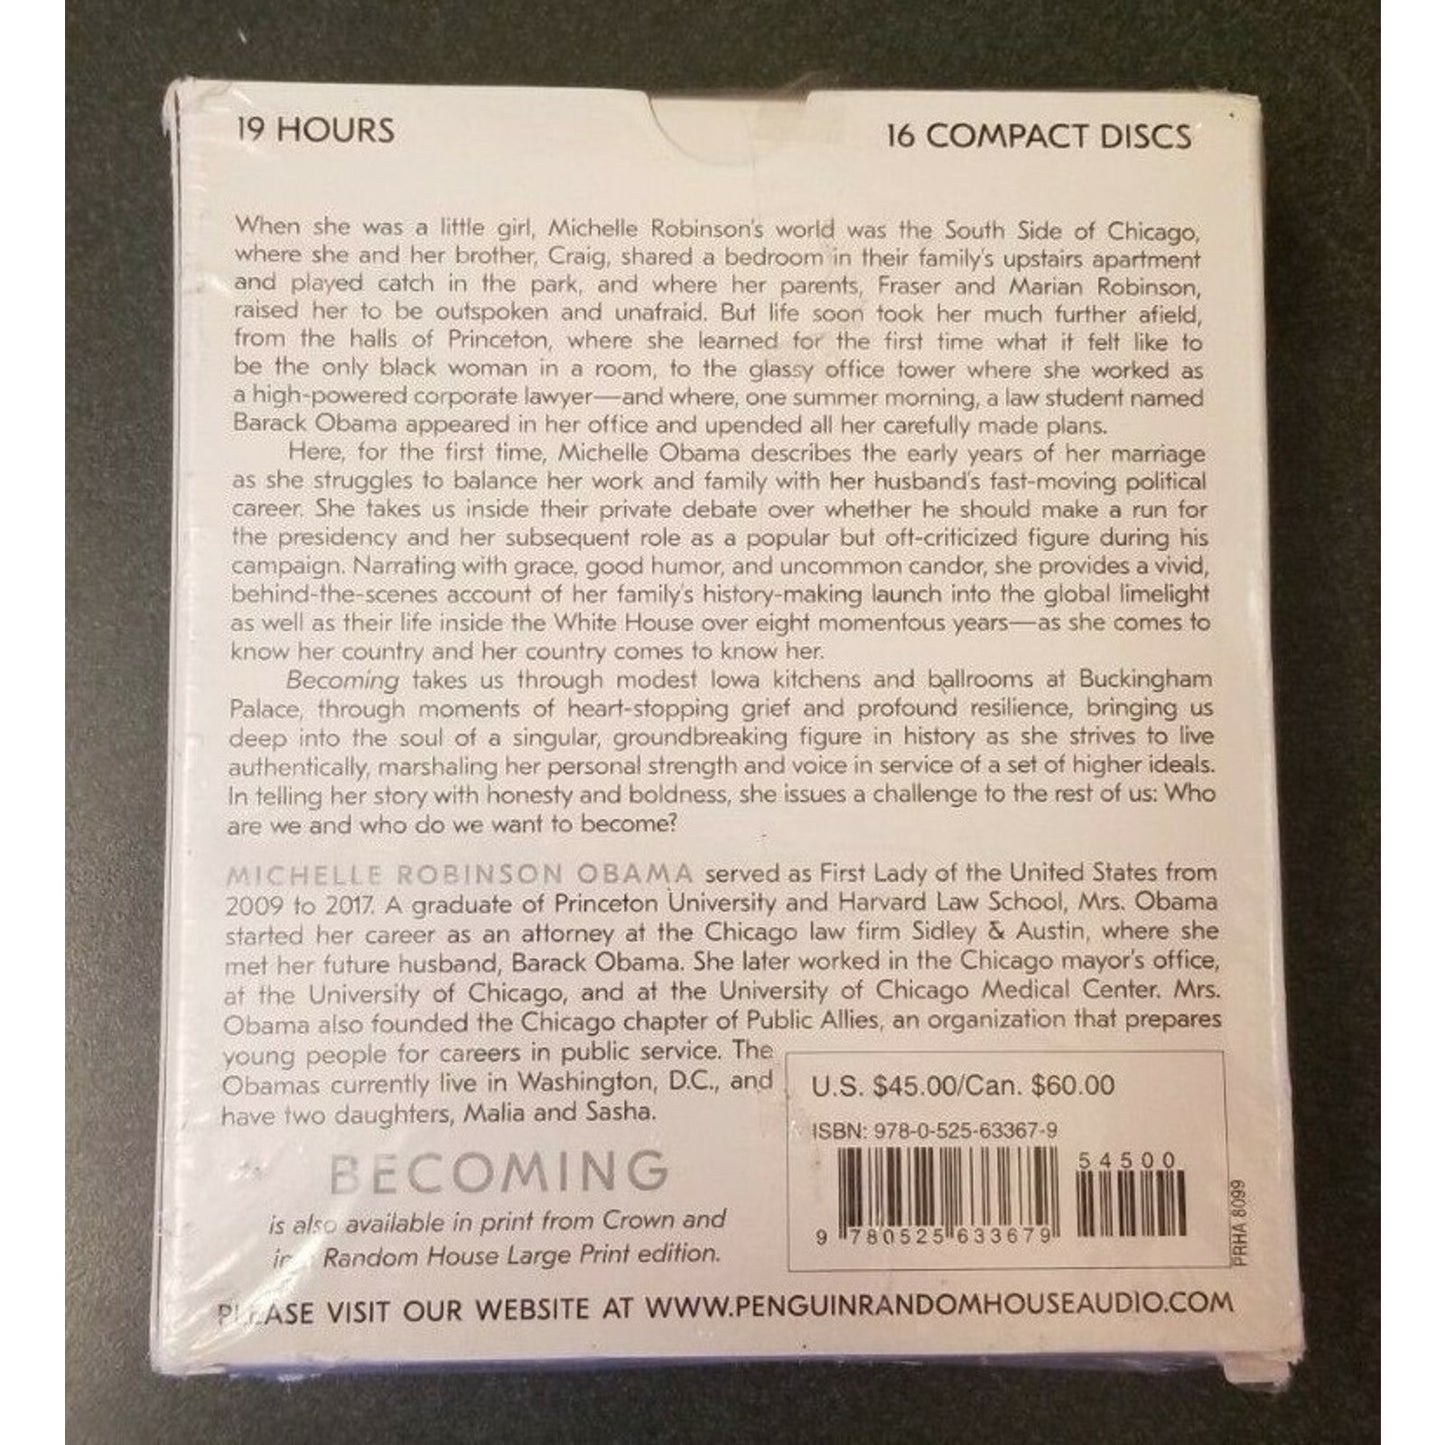 19 HOURS
16 COMPACT DISCS
When she was a little girl, Michelle Robinson's world was the South Side of Chicago,
where she and her brother, Craig, shared a bedroom in their family's upstairs apartment
and played catch in the park, and where her parents, Fraser and Marian Robinson,
raised her to be outspoken and unafraid. But life soon took her much further afield,
from the halls of Princeton, where she learned for the first time what it felt like to
be the only black woman in a room, to the glassy office tower where she worked as
a high-powered corporate lawyer—and where, one summer morning, a law student named
Barack Obama appeared in her office and upended all her carefully made plans.
Here, for the first time, Michelle Obama describes the early years of her marriage
as she struggles to balance her work and family with her husband's fast-moving political
career. She takes us inside their private debate over whether he should make a run for
the presidency and her subsequent role as a popular but oft-criticized figure during his
campaign. Narrating with grace, good humor, and uncommon candor, she provides a vivid,
behind-the-scenes account of her family's history-making launch into the global limelight
as well as their life inside the White House over eight momentous years—as she comes to
know her country and her country comes to know her.
Becoming takes us through modest Iowa kitchens and ballrooms at Buckingham
Palace, through moments of heart-stopping grief and profound resilience, bringing us
deep into the soul of a singular, groundbreaking figure in history as she strives to live
authentically, marshaling her personal strength and voice in service of a set of higher ideals.
In telling her story with honesty and boldness, she issues a challenge to the rest of us: Who
are we and who do we want to become?
MICHELLE ROBINSON OBAMA served as First Lady of the United States from
2009 to 2017. A graduate of Princeton University and Harvard Law School, Mrs. Obama
started her career as an attorney at the Chicago law firm Sidley & Austin, where she
met her future husband, Barack Obama. She later worked in the Chicago mayor's office,
at the University of Chicago, and at the University of Chicago Medical Center. Mrs.
Obama also founded the Chicago chapter of Public Allies, an organization that prepares
young people for careers in public service. The
Obamas currently live in Washington, D.C., and
have two daughters, Malia and Sasha.
BECOMING
is also available in print from Crown and
in Random House Large Print edition.
U.S. $45.00/Can. $60.00
ISBN: 978-0-525-63367-9
54500
9 780525 633679
PRHA 8099
PLEASE VISIT OUR WEBSITE AT WWW.PENGUINRANDOMHOUSEAUDIO.COM